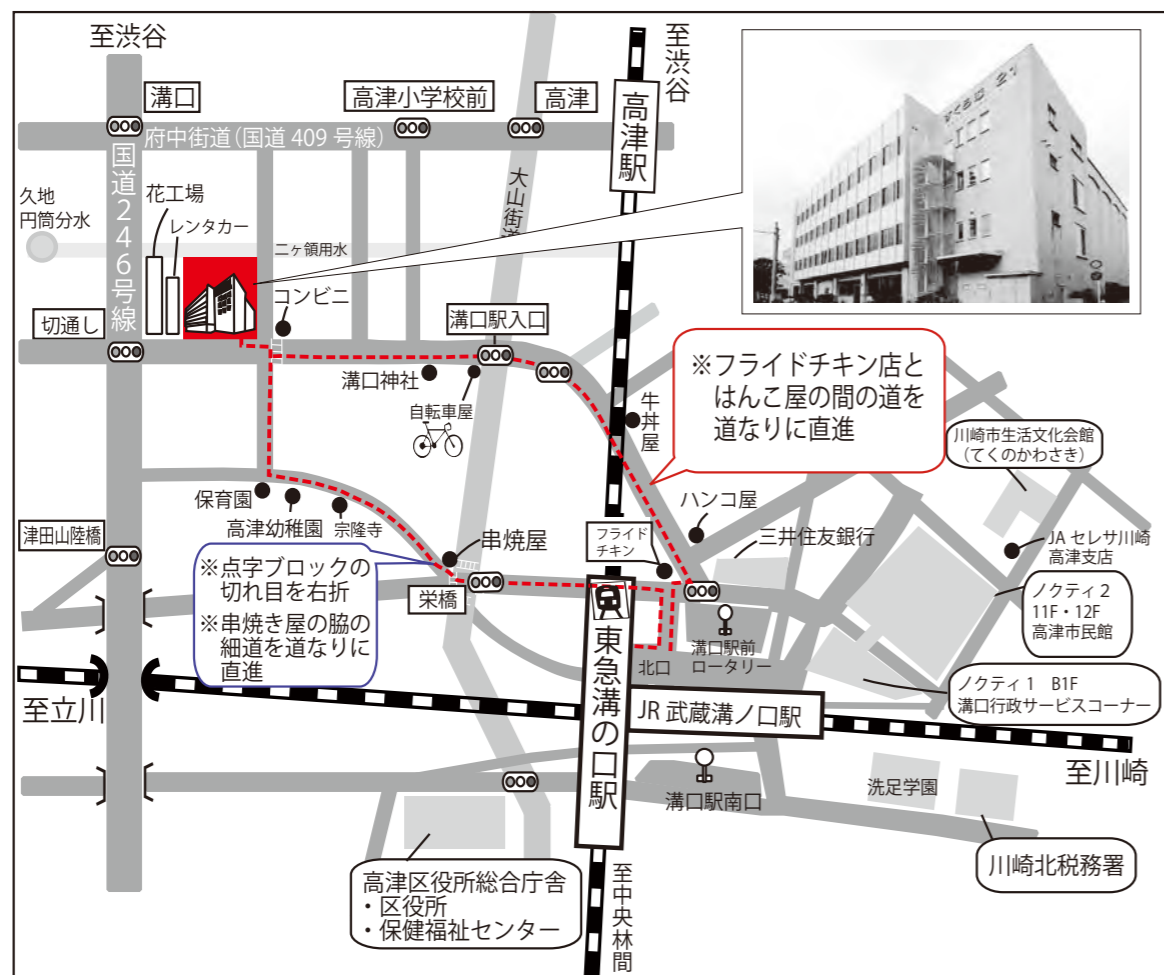 至渋谷
至渋谷
溝口
高津小学校前
高津
高津駅
府中街道(国道 409 号線)
国道246号線
久地
円筒分水
花工場
レンタカー
大山街道
二ヶ領用水
コンビニ
切通し
溝口駅入口
溝口神社
自転車屋
牛丼屋
※フライドチキン店と
はんこ屋の間の道を
道なりに直進
川崎市生活文化会館
(てくのかわさき)
保育園
高津幼稚園
宗隆寺
ハンコ屋
三井住友銀行
フライド
チキン
JA セレサ川崎
高津支店
津田山陸橋
串焼屋
※点字ブロックの
切れ目を右折
※串焼き屋の脇の
細道を道なりに
直進
栄橋
ノクティ2
11F・12F
高津市民館
東急溝の口駅
北口
溝口駅前
ロータリー
ノクティ1 B1F
溝口行政サービスコーナー
至立川
JR 武蔵溝ノ口駅
至川崎
溝口駅南口
洗足学園
川崎北税務署
高津区役所総合庁舎
・区役所
・保健福祉センター
至中央林間